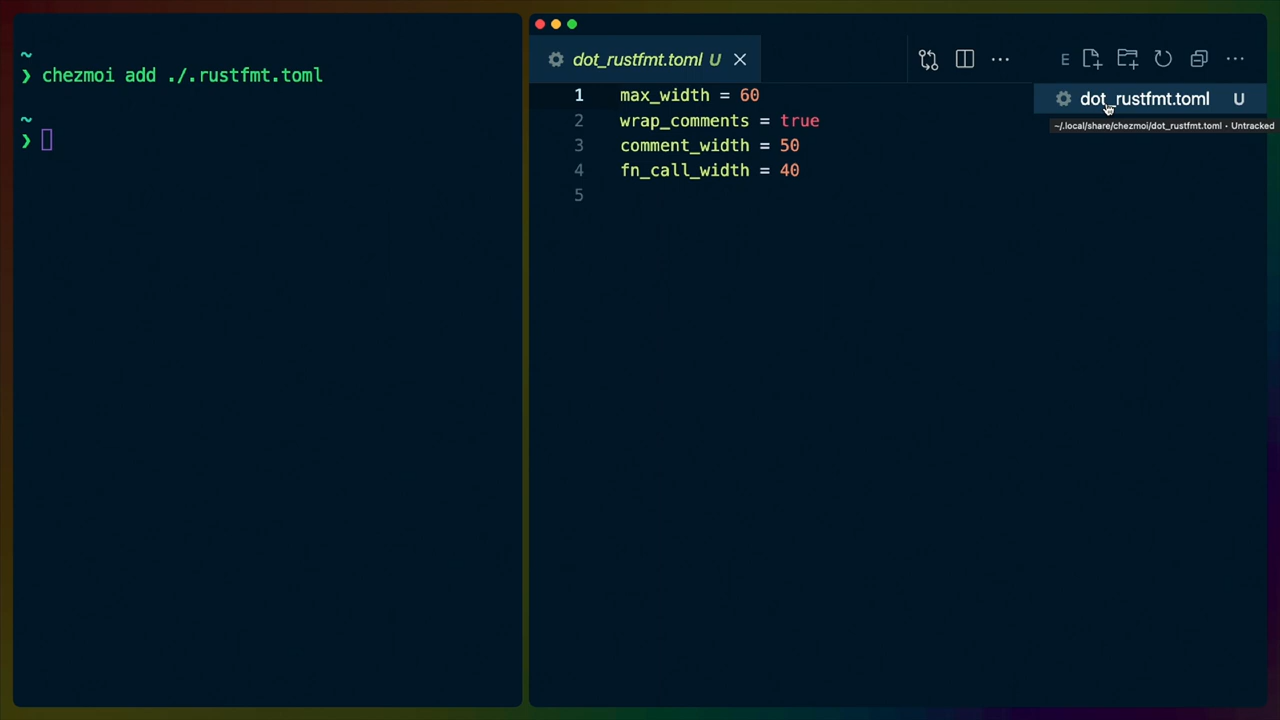 ~
❯ chezmoi add ./.rustfmt.toml
~
❯
dot_rustfmt.toml U
E
1 max_width = 60
2 wrap_comments = true
3 comment_width = 50
4 fn_call_width = 40
5
dot_rustfmt.toml U
~/.local/share/chezmoi/dot_rustfmt.toml • Untracked